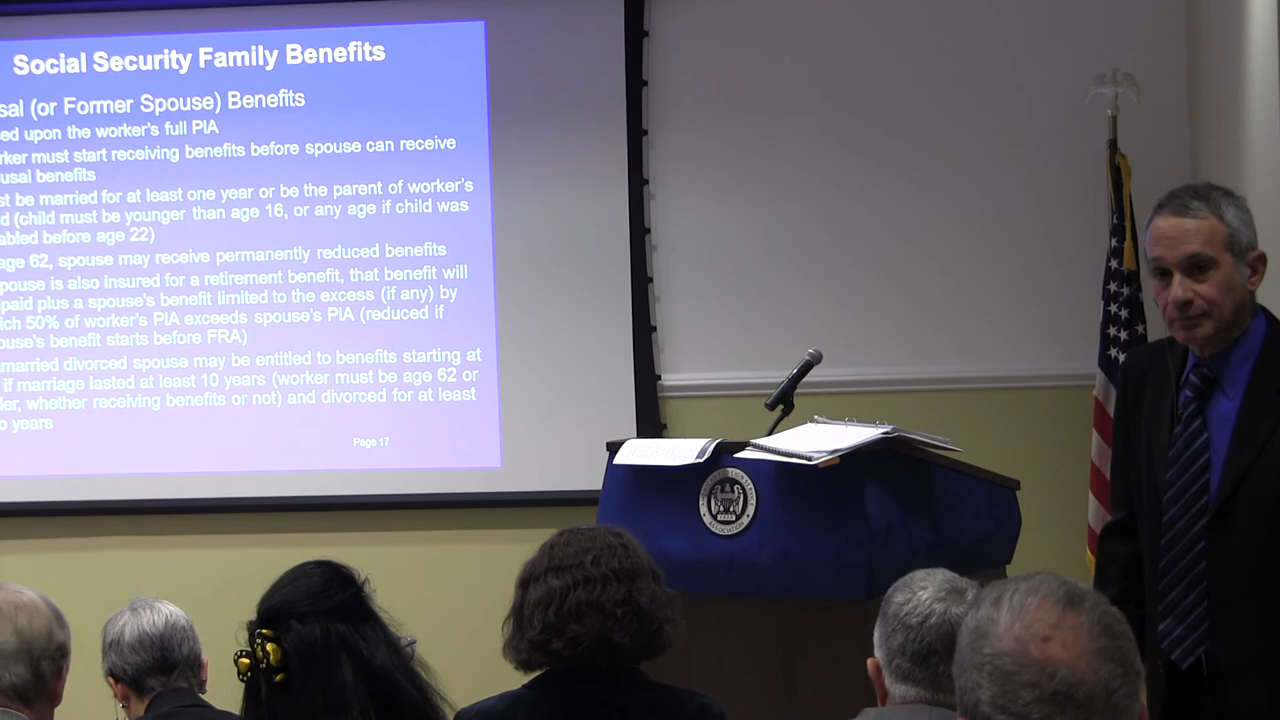 Social Security Family Benefits
sal (or Former Spouse) Benefits
ed upon the worker's full PIA
rker must start receiving benefits before spouse can receive
usal benefits
st be married for at least one year or be the parent of worker's
d (child must be younger than age 16, or any age if child was
abled before age 22)
age 62, spouse may receive permanently reduced benefits
pouse is also insured for a retirement benefit, that benefit will
paid plus a spouse's benefit limited to the excess (if any) by
ich 50% of worker's PIA exceeds spouse's PIA (reduced if
ouse's benefit starts before FRA)
married divorced spouse may be entitled to benefits starting at
if marriage lasted at least 10 years (worker must be age 62 or
er, whether receiving benefits or not) and divorced for at least
o years
Page 17
AMERICAN FOREIGN SERVICE
ASSOCIATION